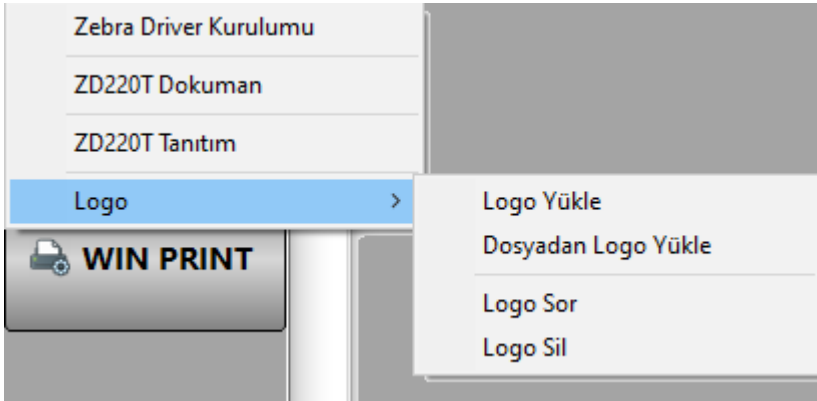 Zebra Driver Kurulumu
ZD220T Dokuman
ZD220T Tanıtım
Logo
Logo Yükle
Dosyadan Logo Yükle
Logo Sor
Logo Sil
WIN PRINT